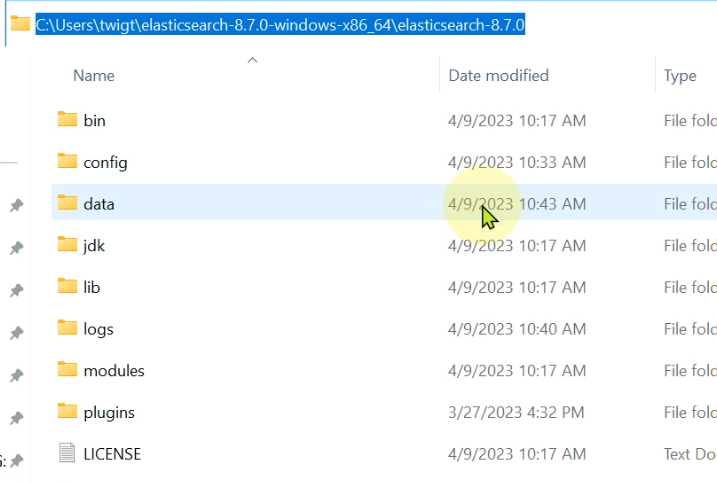 C:\Users\twigt\elasticsearch-8.7.0-windows-x86_64\elasticsearch-8.7.0
Name Date modified Type
bin 4/9/2023 10:17 AM File fold
config 4/9/2023 10:33 AM File fold
data 4/9/2023 10:43 AM File fold
jdk 4/9/2023 10:17 AM File fold
lib 4/9/2023 10:17 AM File fold
logs 4/9/2023 10:40 AM File fold
modules 4/9/2023 10:17 AM File fold
plugins 3/27/2023 4:32 PM File fold
G: LICENSE 4/9/2023 10:17 AM Text Do